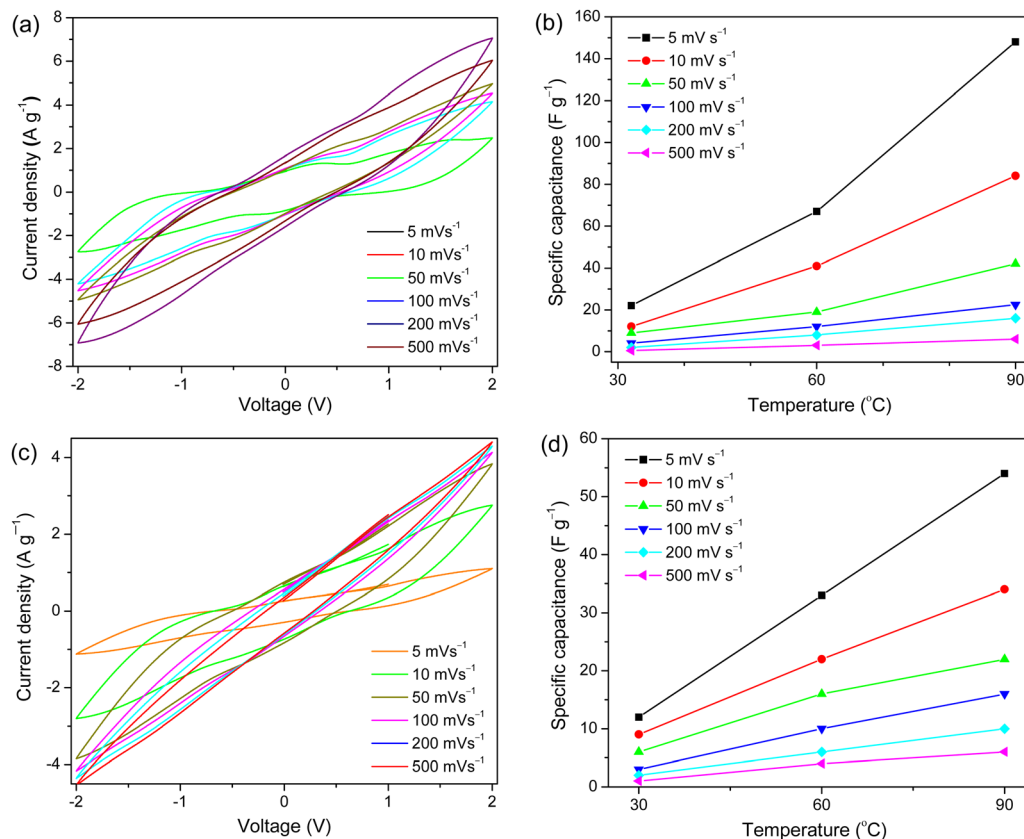 (a)
8
6
4
2
0
-2
-4
-6
-8
Current density (A g⁻¹)
5 mVs⁻¹
10 mVs⁻¹
50 mVs⁻¹
100 mVs⁻¹
200 mVs⁻¹
500 mVs⁻¹
-2 -1 0 1 2
Voltage (V)
(b)
160
140
120
100
80
60
40
20
0
Specific capacitance (F g⁻¹)
5 mV s⁻¹
10 mV s⁻¹
50 mV s⁻¹
100 mV s⁻¹
200 mV s⁻¹
500 mV s⁻¹
30 60 90
Temperature (°C)
(c)
4
2
0
-2
-4
Current density (A g⁻¹)
5 mVs⁻¹
10 mVs⁻¹
50 mVs⁻¹
100 mVs⁻¹
200 mVs⁻¹
500 mVs⁻¹
-2 -1 0 1 2
Voltage (V)
(d)
60
50
40
30
20
10
0
Specific capacitance (F g⁻¹)
5 mV s⁻¹
10 mV s⁻¹
50 mV s⁻¹
100 mV s⁻¹
200 mV s⁻¹
500 mV s⁻¹
30 60 90
Temperature (°C)